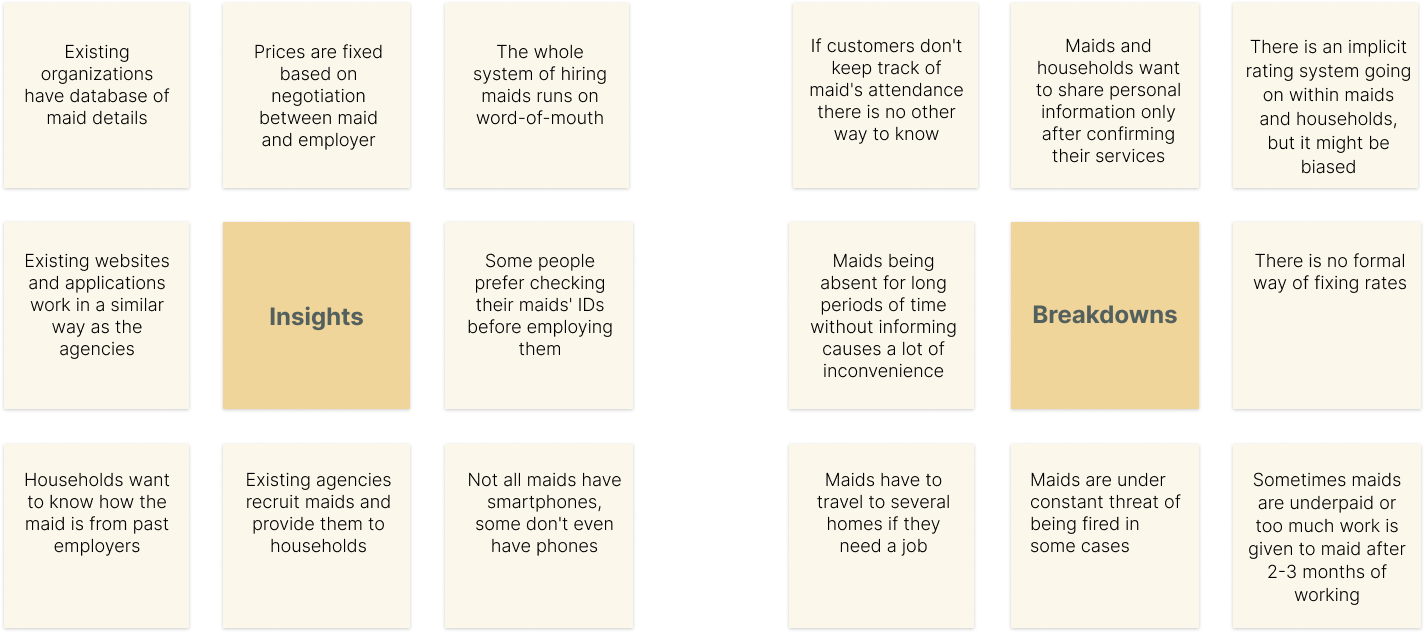 Existing
organizations
have database of
maid details
Prices are fixed
based on
negotiation
between maid
and employer
The whole
system of hiring
maids runs on
word-of-mouth
Existing websites
and applications
work in a similar
way as the
agencies
Insights
Some people
prefer checking
their maids' IDs
before employing
them
Households want
to know how the
maid is from past
employers
Existing agencies
recruit maids and
provide them to
households
Not all maids have
smartphones,
some don't even
have phones
If customers don't
keep track of
maid's attendance
there is no other
way to know
Maids and
households want
to share personal
information only
after confirming
their services
There is an implicit
rating system going
on within maids
and households,
but it might be
biased
Maids being
absent for long
periods of time
without informing
causes a lot of
inconvenience
Breakdowns
There is no formal
way of fixing rates
Maids have to
travel to several
homes if they
need a job
Maids are under
constant threat of
being fired in
some cases
Sometimes maids
are underpaid or
too much work is
given to maid after
2-3 months of
working